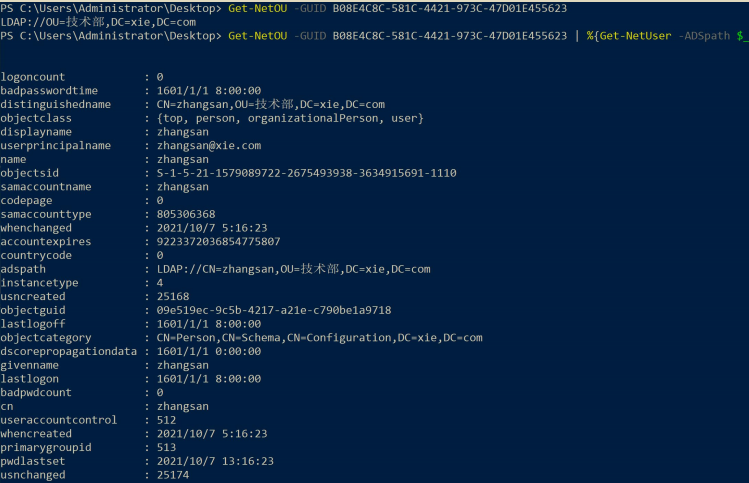 PS C:\Users\Administrator\Desktop> Get-NetOU -GUID B08E4C8C-581C-4421-973C-47D01E455623
LDAP://OU=技术部,DC=xie,DC=com
PS C:\Users\Administrator\Desktop> Get-NetOU -GUID B08E4C8C-581C-4421-973C-47D01E455623 | %{Get-NetUser -ADSpath $_
logoncount : 0
badpasswordtime : 1601/1/1 8:00:00
distinguishedname : CN=zhangsan,OU=技术部,DC=xie,DC=com
objectclass : {top, person, organizationalPerson, user}
displayname : zhangsan
userprincipalname : zhangsan@xie.com
name : zhangsan
objectsid : S-1-5-21-1579089722-2675493938-3634915691-1110
samaccountname : zhangsan
codepage : 0
samaccounttype : 805306368
whenchanged : 2021/10/7 5:16:23
accountexpires : 9223372036854775807
countrycode : 0
adspath : LDAP://CN=zhangsan,OU=技术部,DC=xie,DC=com
instancetype : 4
usncreated : 25168
objectguid : 09e519ec-9c5b-4217-a21e-c790be1a9718
lastlogoff : 1601/1/1 8:00:00
objectcategory : CN=Person,CN=Schema,CN=Configuration,DC=xie,DC=com
dscorepropagationdata : 1601/1/1 0:00:00
givenname : zhangsan
lastlogon : 1601/1/1 8:00:00
badpwdcount : 0
cn : zhangsan
useraccountcontrol : 512
whencreated : 2021/10/7 5:16:23
primarygroupid : 513
pwdlastset : 2021/10/7 13:16:23
usnchanged : 25174